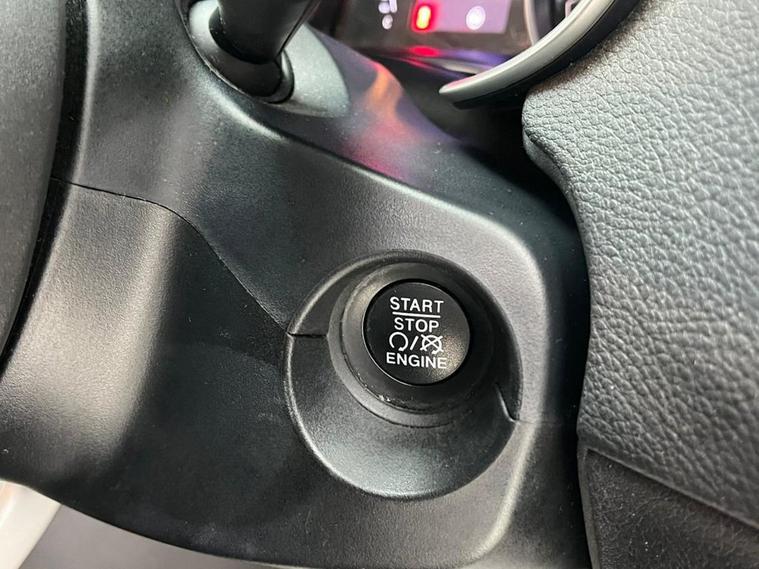 START
STOP
/
ENGINE